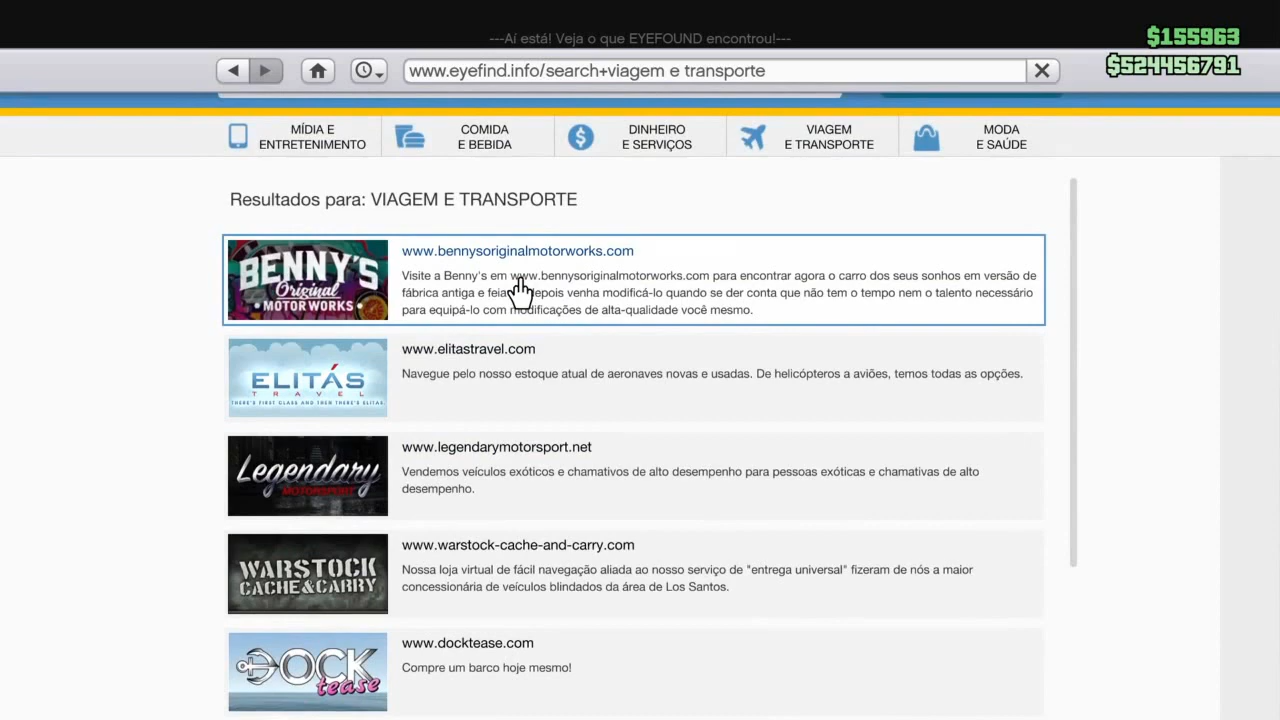 ---Aí está! Veja o que EYEFOUND encontrou!---
$155963
$524456791
www.eyefind.info/search+viagem e transporte
MÍDIA E
ENTRETENIMENTO
COMIDA
E BEBIDA
DINHEIRO
E SERVIÇOS
VIAGEM
E TRANSPORTE
MODA
E SAÚDE
Resultados para: VIAGEM E TRANSPORTE
BENNY'S
Original
MOTOR WORKS
www.bennysoriginalmotorworks.com
Visite a Benny's em www.bennysoriginalmotorworks.com para encontrar agora o carro dos seus sonhos em versão de
fábrica antiga e feia depois venha modificá-lo quando se der conta que não tem o tempo nem o talento necessário
para equipá-lo com modificações de alta-qualidade você mesmo.
ELITÁS
TRAVEL
THERE'S FIRST CLASS AND THEN THERE'S ELITAS.
www.elitastravel.com
Navegue pelo nosso estoque atual de aeronaves novas e usadas. De helicópteros a aviões, temos todas as opções.
Legendary
MOTORSPORT
www.legendarymotorsport.net
Vendemos veículos exóticos e chamativos de alto desempenho para pessoas exóticas e chamativas de alto
desempenho.
WARSTOCK
CACHE&CARRY
www.warstock-cache-and-carry.com
Nossa loja virtual de fácil navegação aliada ao nosso serviço de "entrega universal" fizeram de nós a maior
concessionária de veículos blindados da área de Los Santos.
DOCK
tease
www.docktease.com
Compre um barco hoje mesmo!